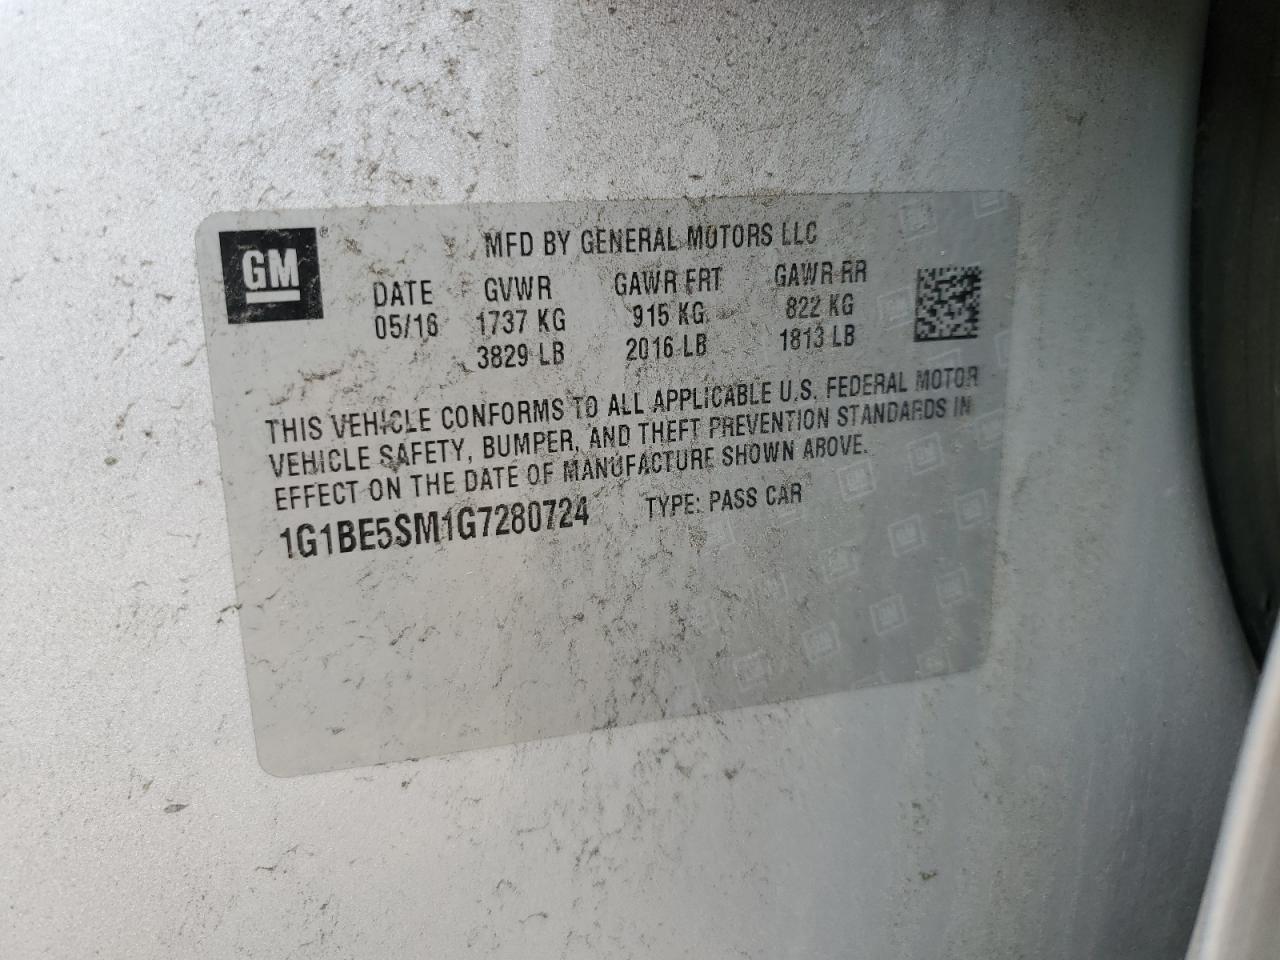 GM
MFD BY GENERAL MOTORS LLC
DATE GVWR GAWR FRT GAWR RR
05/16 1737 KG 915 KG 822 KG
3829 LB 2016 LB 1813 LB
THIS VEHICLE CONFORMS TO ALL APPLICABLE U.S. FEDERAL MOTOR
VEHICLE SAFETY, BUMPER, AND THEFT PREVENTION STANDARDS IN
EFFECT ON THE DATE OF MANUFACTURE SHOWN ABOVE.
1G1BE5SM1G7280724 TYPE: PASS CAR